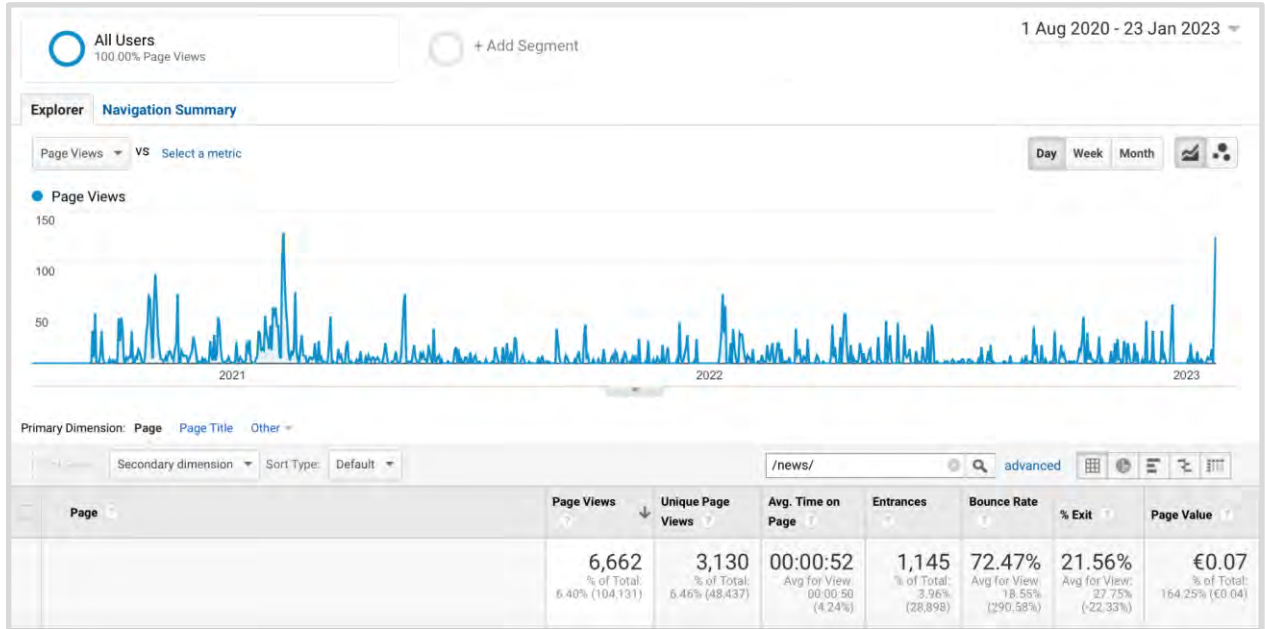 All Users
100.00% Page Views
+ Add Segment
1 Aug 2020 - 23 Jan 2023
Explorer Navigation Summary
Page Views VS Select a metric
Day Week Month
Page Views
150
100
50
2021 2022 2023
Primary Dimension: Page Page Title Other
Secondary dimension Sort Type: Default /news/ advanced
Page Page Views Unique Page Views Avg. Time on Page Entrances Bounce Rate % Exit Page Value
6,662 3,130 00:00:52 1,145 72.47% 21.56% €0.07
% of Total: % of Total: Avg for View: % of Total: Avg for View: Avg for View: % of Total:
6.40% (104,131) 6.46% (48,437) 00:00:50 3.96% 18.55% 27.75% 164.25% (€0.04)
(4.24%) (28,898) (290.58%) (-22.33%)